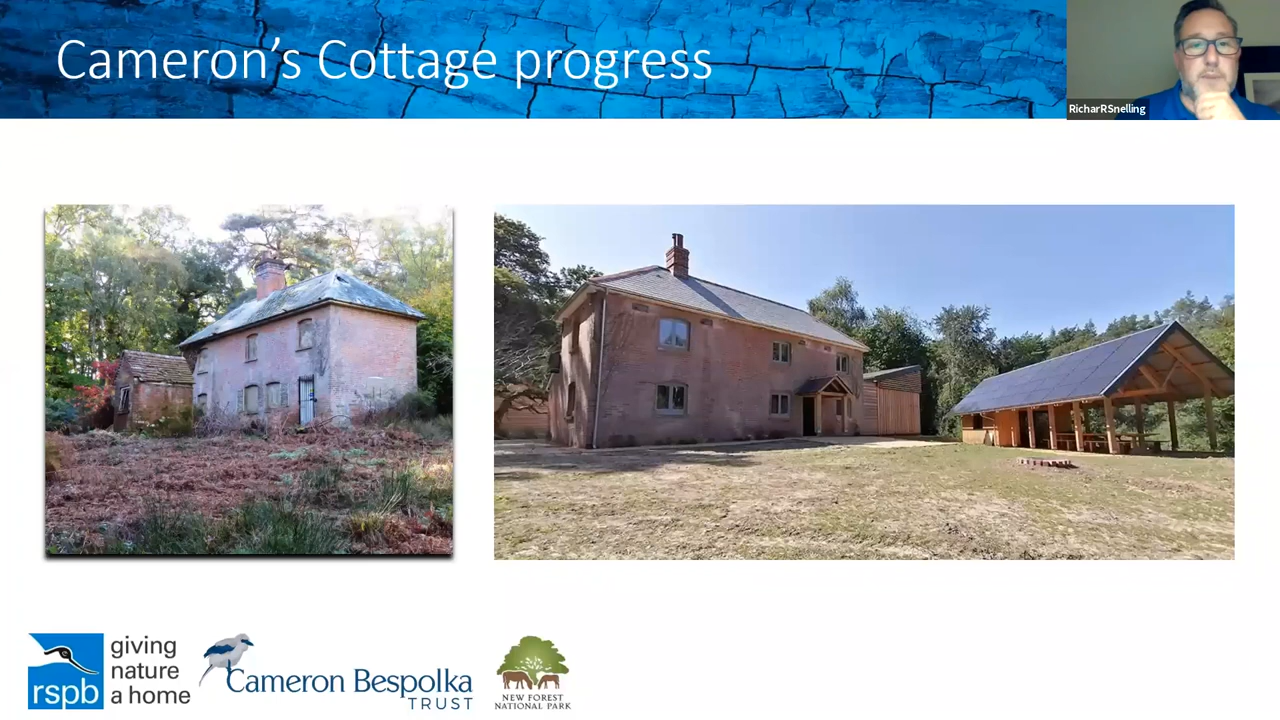 Cameron's Cottage progress
RicharRSnelling
giving
nature
a home
rspb
Cameron Bespolka
TRUST
NEW FOREST
NATIONAL PARK